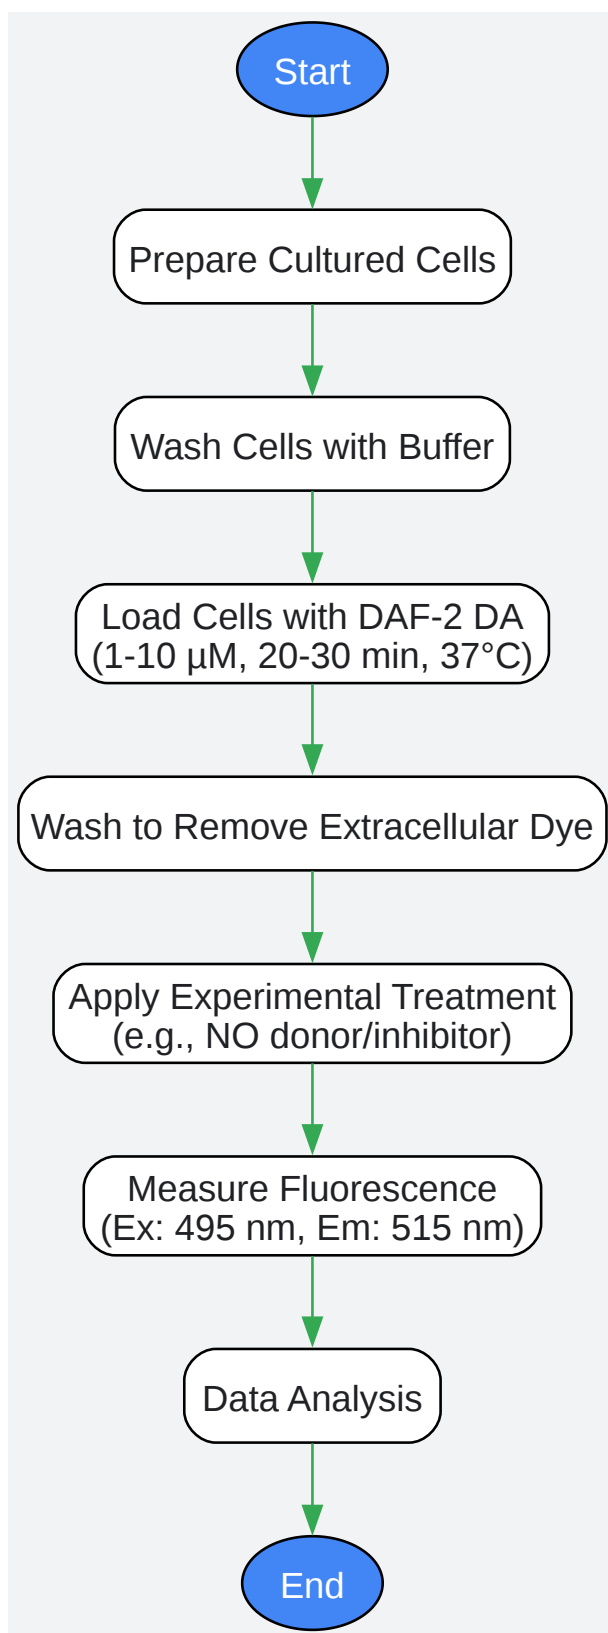 Start
Prepare Cultured Cells
Wash Cells with Buffer
Load Cells with DAF-2 DA
(1-10 µM, 20-30 min, 37°C)
Wash to Remove Extracellular Dye
Apply Experimental Treatment
(e.g., NO donor/inhibitor)
Measure Fluorescence
(Ex: 495 nm, Em: 515 nm)
Data Analysis
End